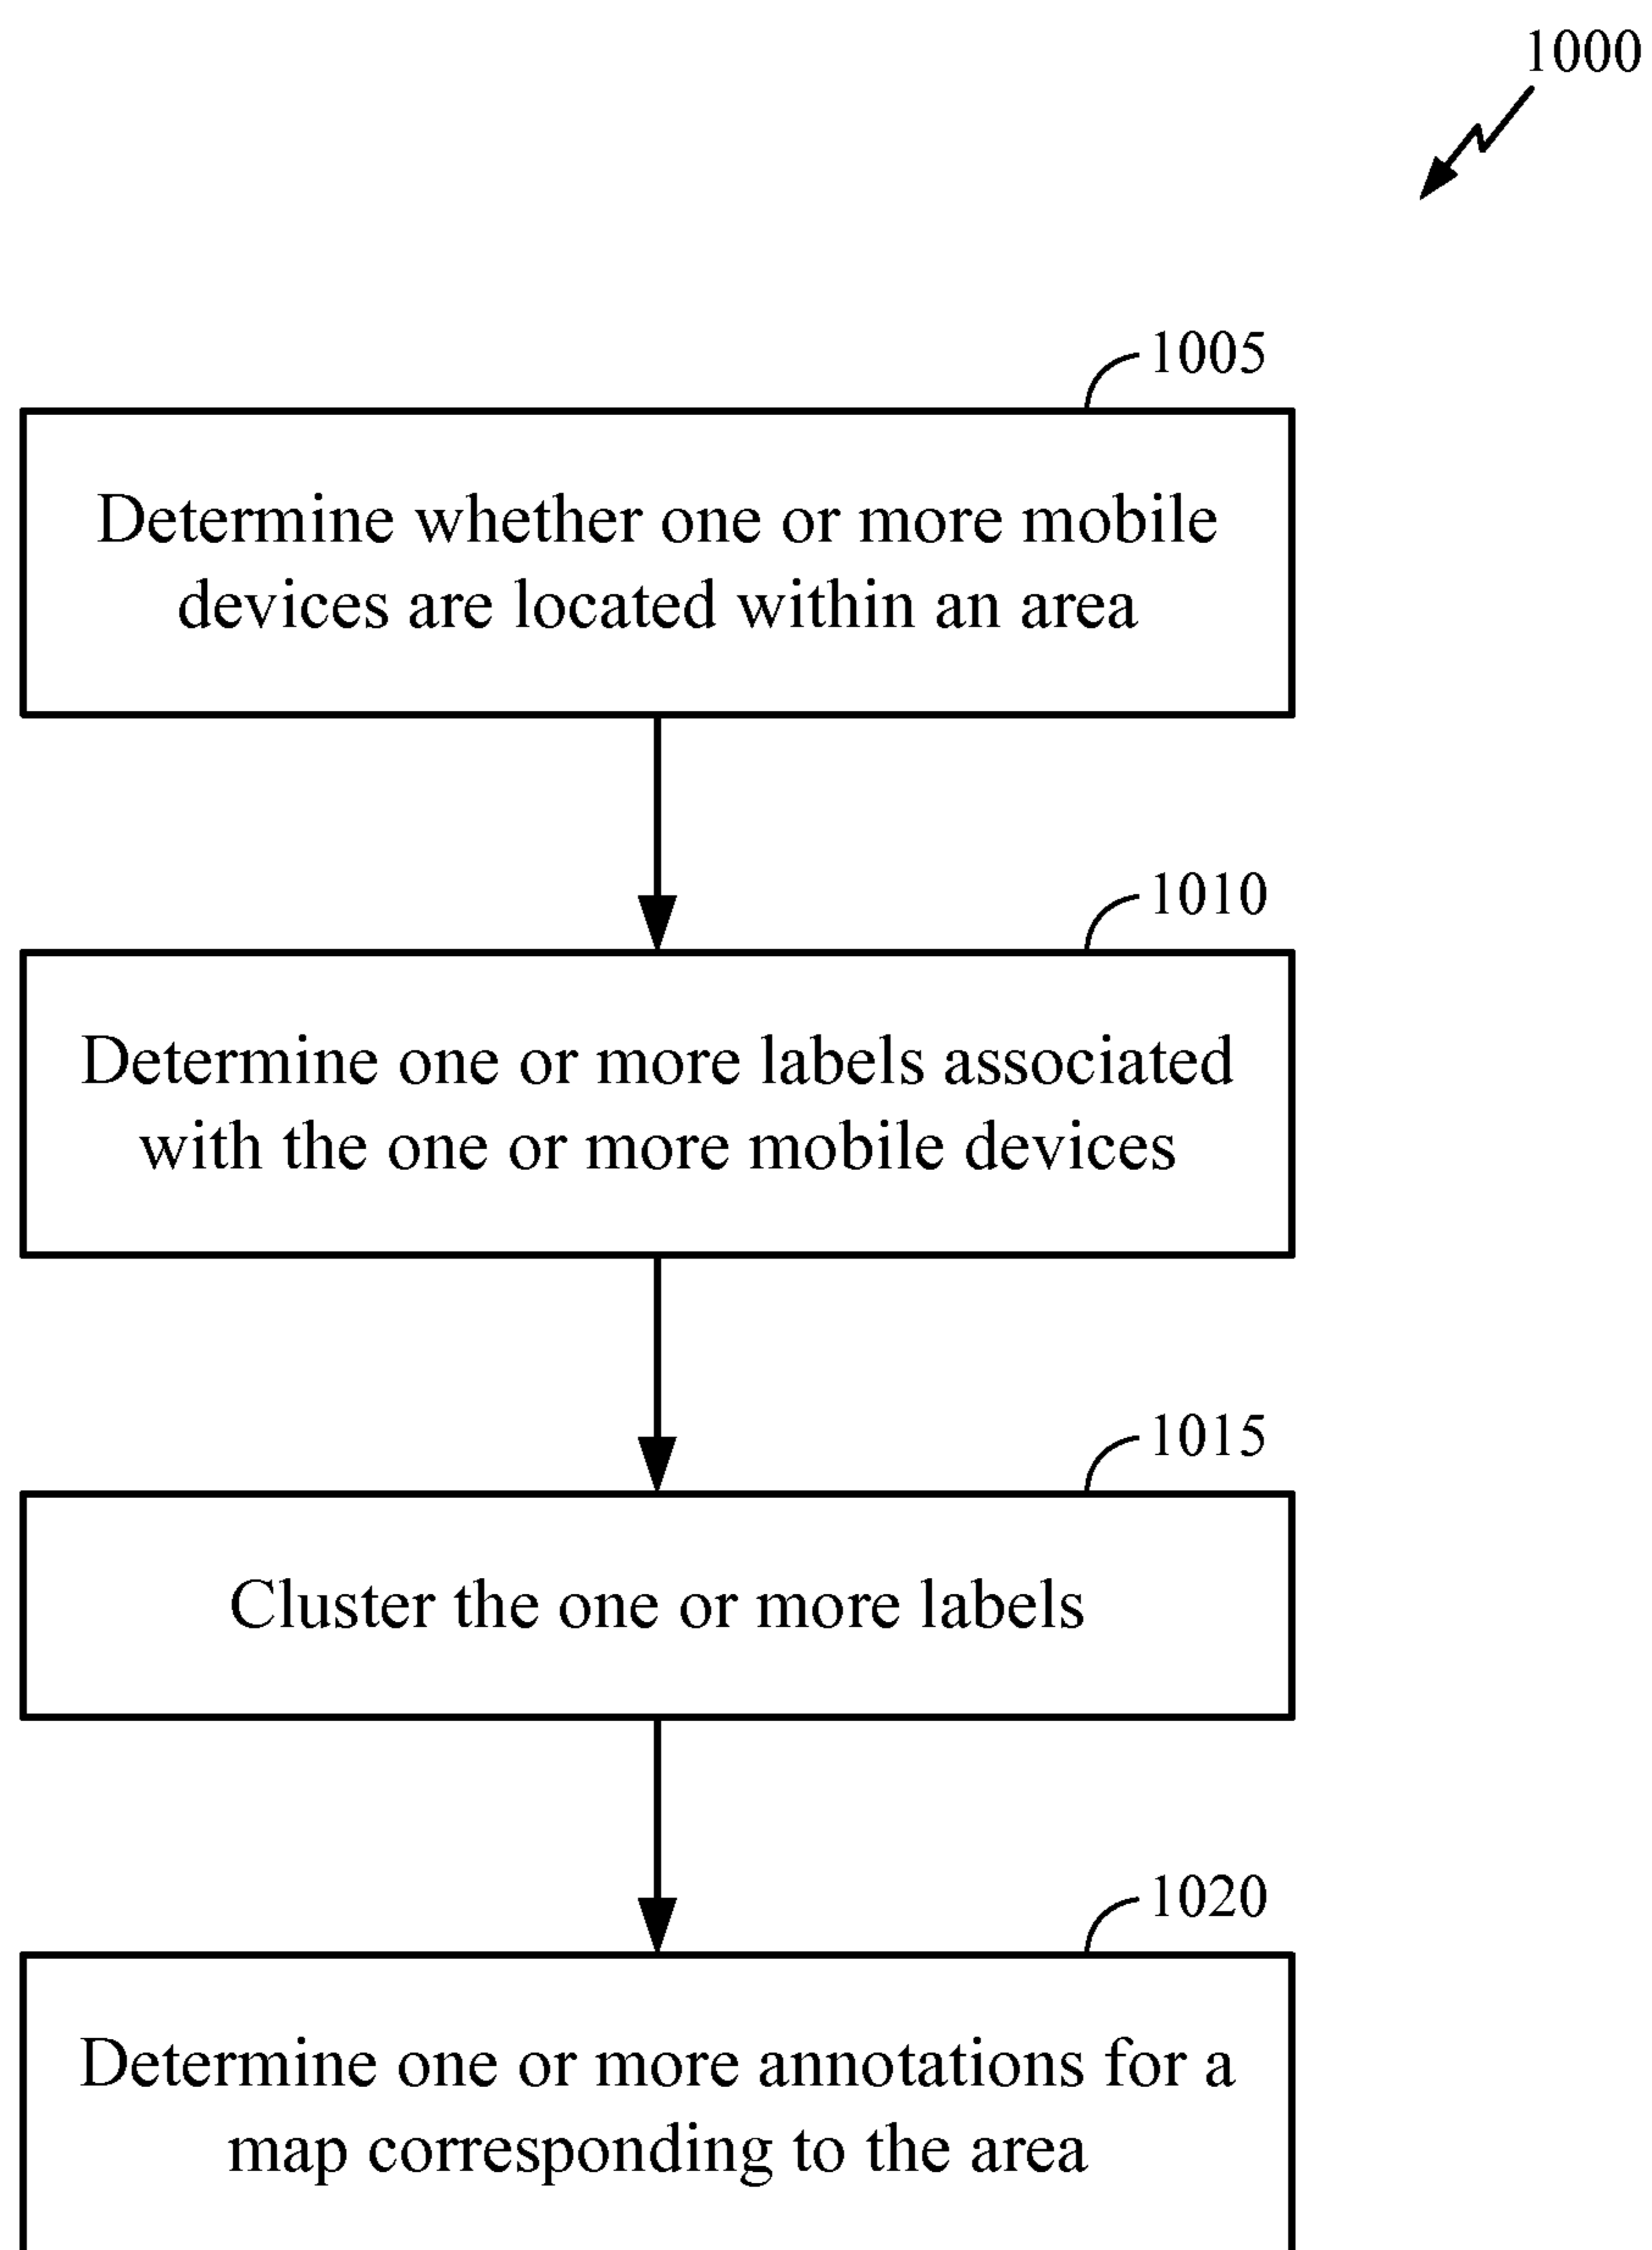 1000
1005
Determine whether one or more mobile
devices are located within an area
1010
Determine one or more labels associated
with the one or more mobile devices
1015
Cluster the one or more labels
1020
Determine one or more annotations for a
map corresponding to the area